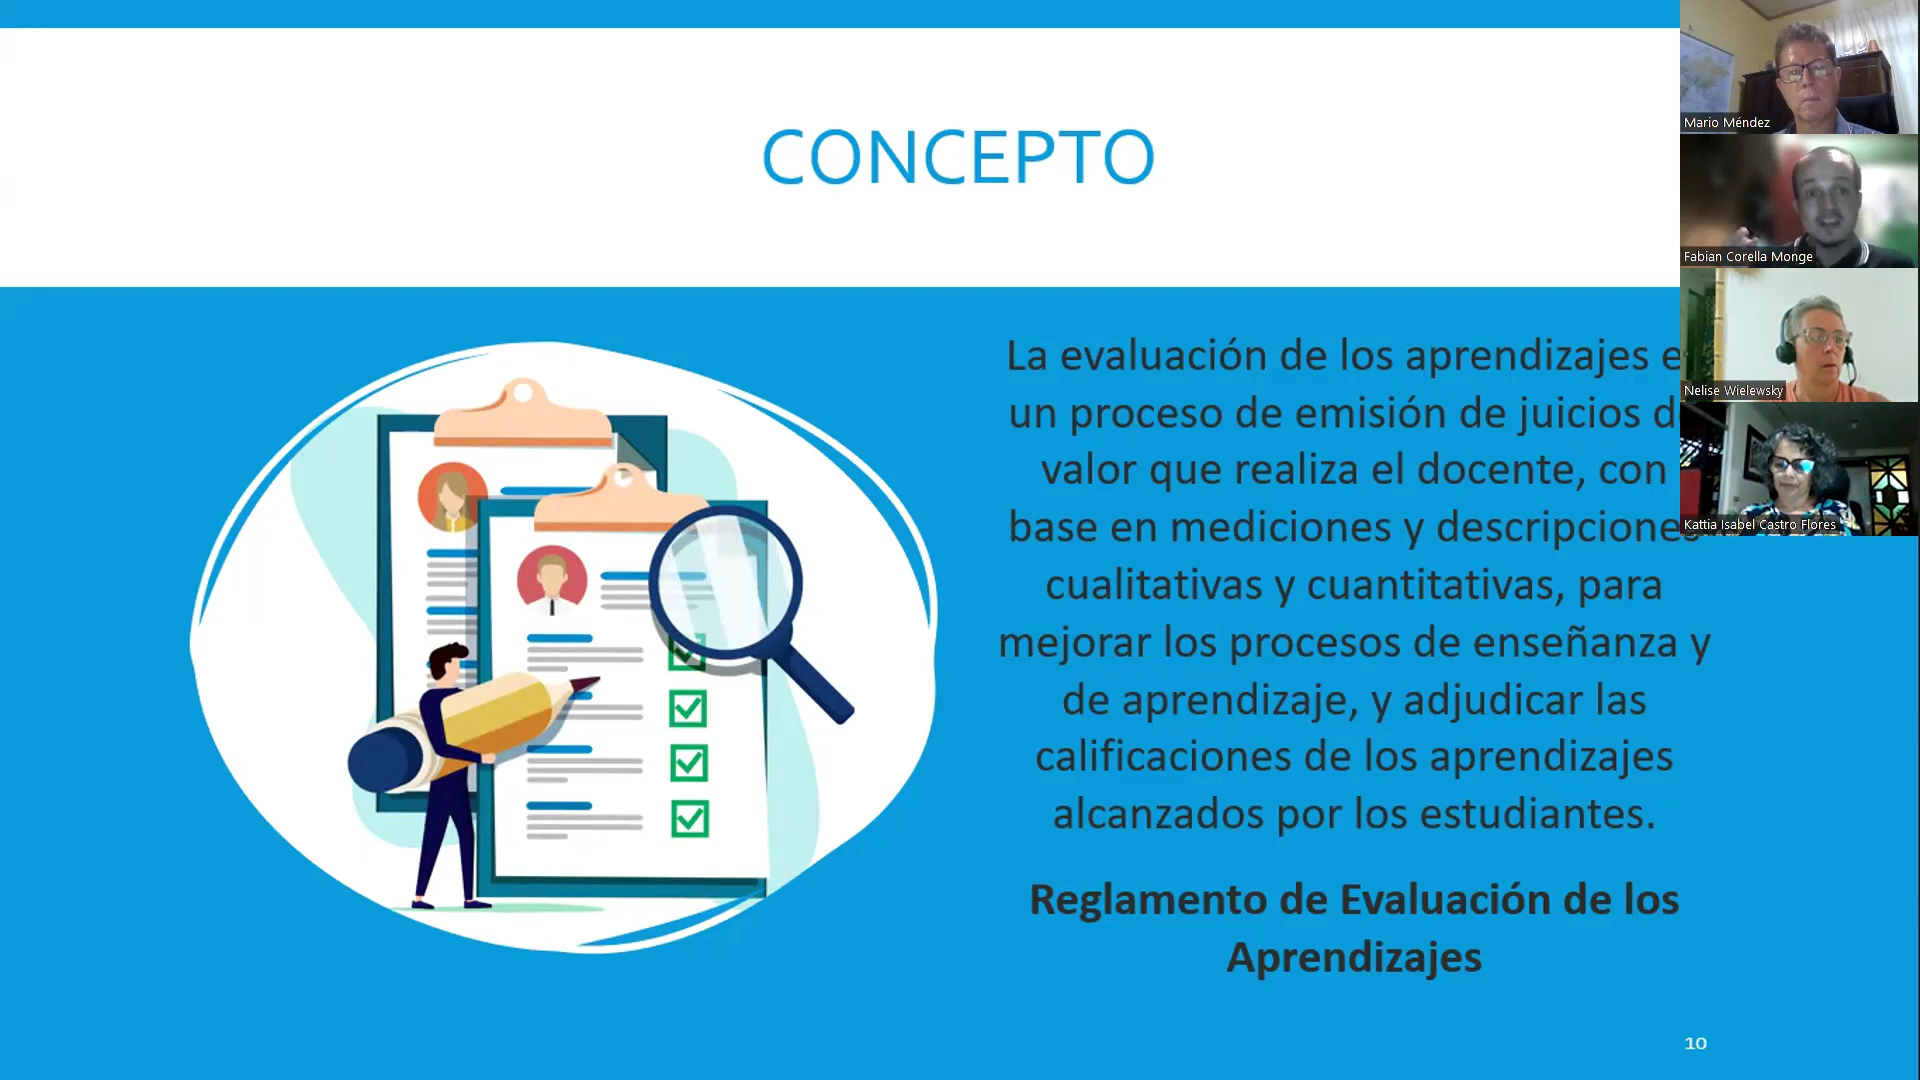 CONCEPTO
La evaluación de los aprendizajes e
un proceso de emisión de juicios d
valor que realiza el docente, con
base en mediciones y descripciones
cualitativas y cuantitativas, para
mejorar los procesos de enseñanza y
de aprendizaje, y adjudicar las
calificaciones de los aprendizajes
alcanzados por los estudiantes.
Reglamento de Evaluación de los
Aprendizajes
10
Mario Méndez
Fabian Corella Monge
Nelise Wielewsky
Kattia Isabel Castro Flores